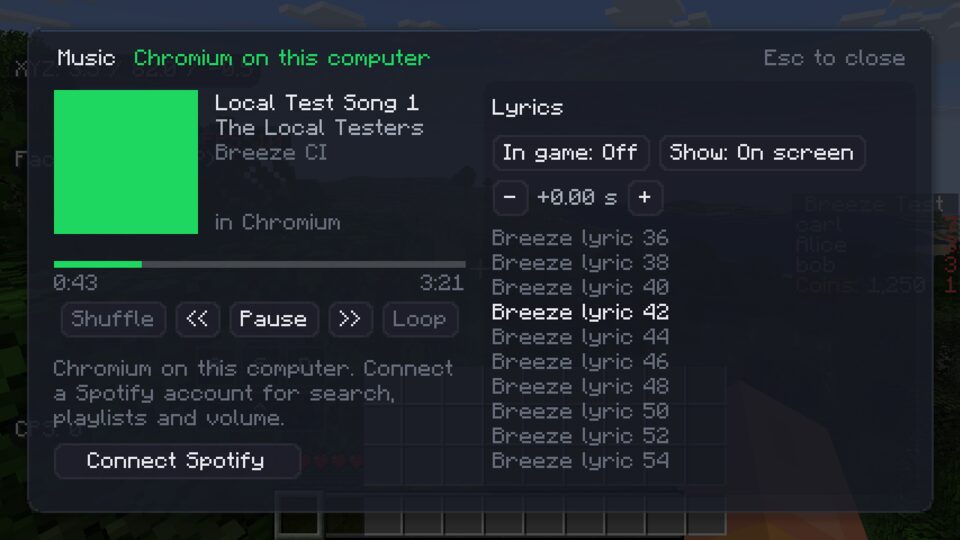 Music Chromium on this computer
Esc to close
Local Test Song 1
The Local Testers
Breeze CI
in Chromium
0:43
3:21
Shuffle
<<
Pause
>>
Loop
Chromium on this computer. Connect
a Spotify account for search,
playlists and volume.
Connect Spotify
Lyrics
In game: Off
Show: On screen
- +0.00 s +
Breeze lyric 36
Breeze lyric 38
Breeze lyric 40
Breeze lyric 42
Breeze lyric 44
Breeze lyric 46
Breeze lyric 48
Breeze lyric 50
Breeze lyric 52
Breeze lyric 54
Breeze Test
carl
Alice
bob
Coins: 1,250